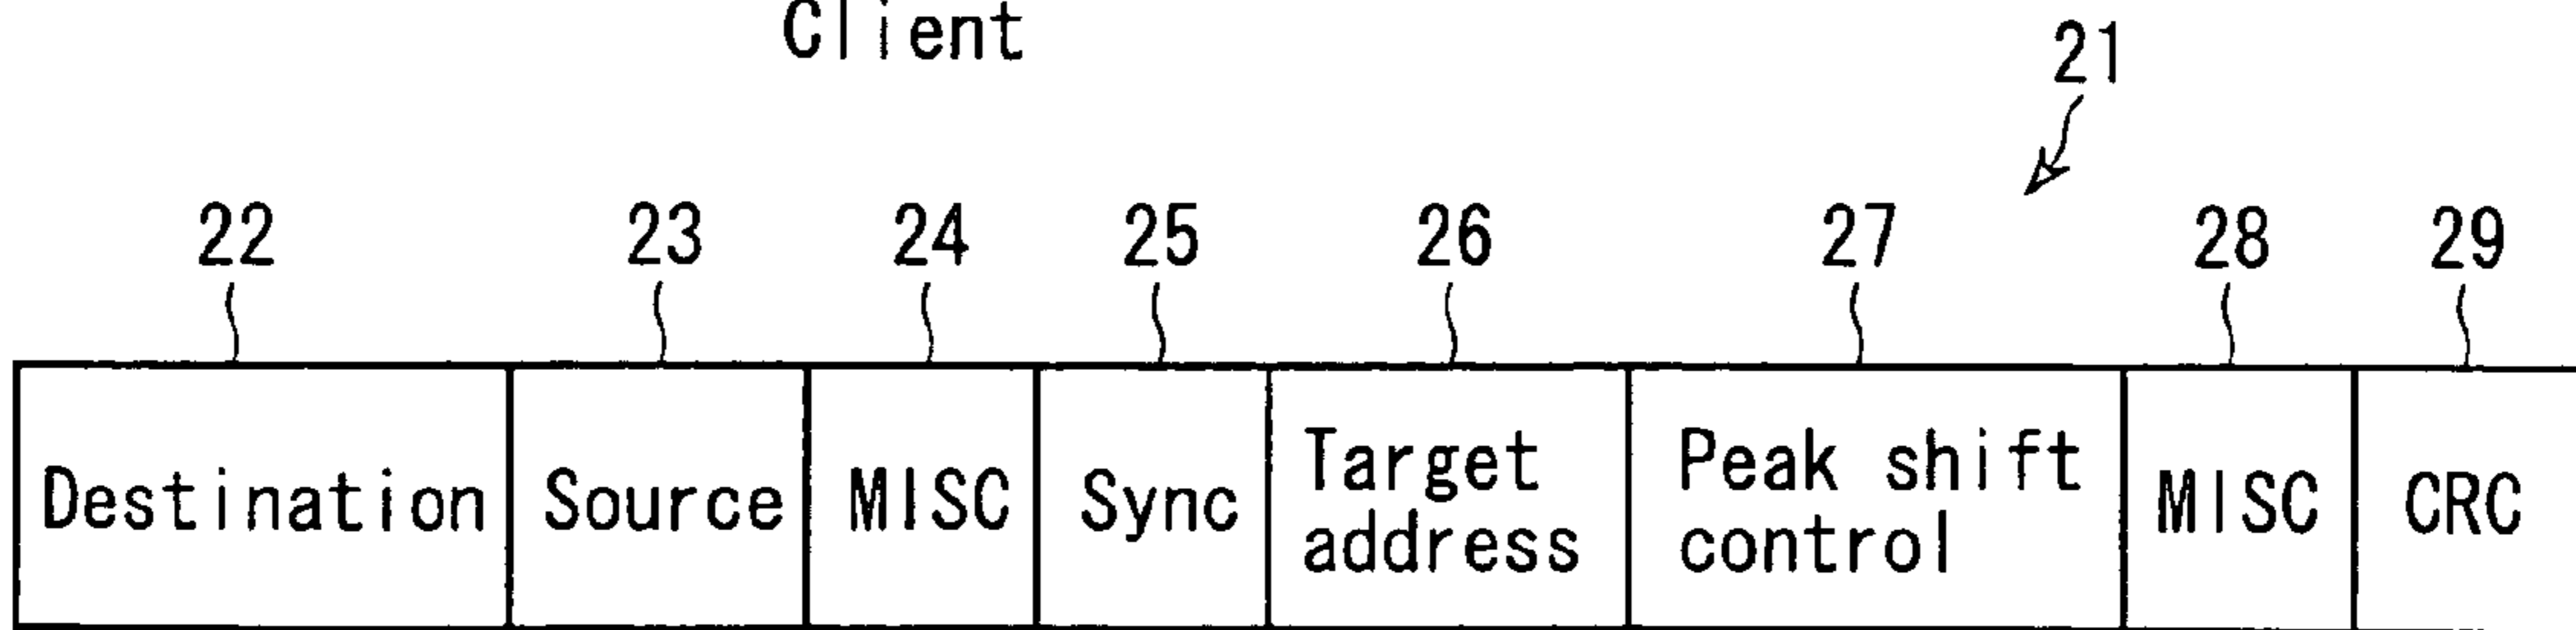 Client
21
22 23 24 25 26 27 28 29
Destination Source MISC Sync Target address Peak shift control MISC CRC